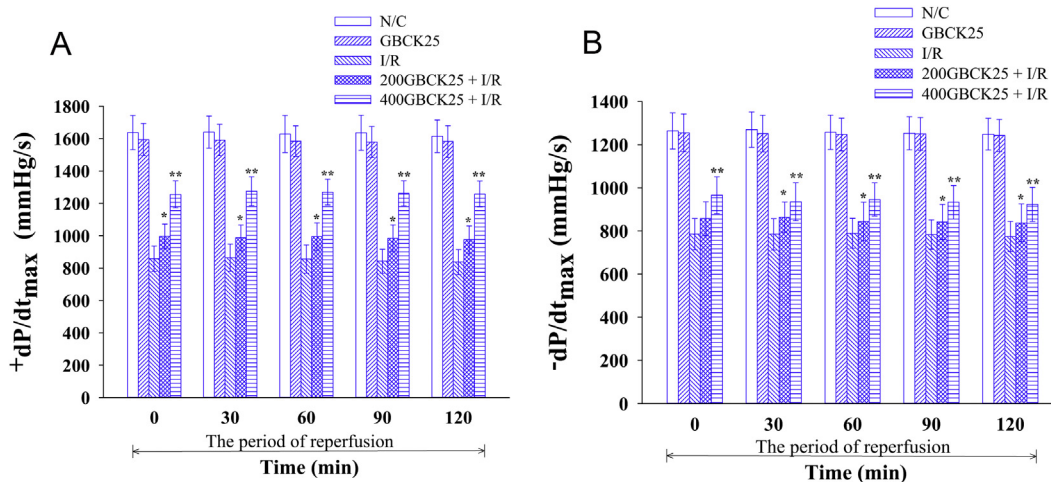 A
N/C
GBCK25
I/R
200GBCK25 + I/R
400GBCK25 + I/R
+dP/dtmax (mmHg/s)
1800
1600
1400
1200
1000
800
600
400
200
0
** ** ** ** **
* * * * *
0 30 60 90 120
The period of reperfusion
Time (min)
B
N/C
GBCK25
I/R
200GBCK25 + I/R
400GBCK25 + I/R
-dP/dtmax (mmHg/s)
1400
1200
1000
800
600
400
200
0
** ** ** ** **
* * * *
0 30 60 90 120
The period of reperfusion
Time (min)